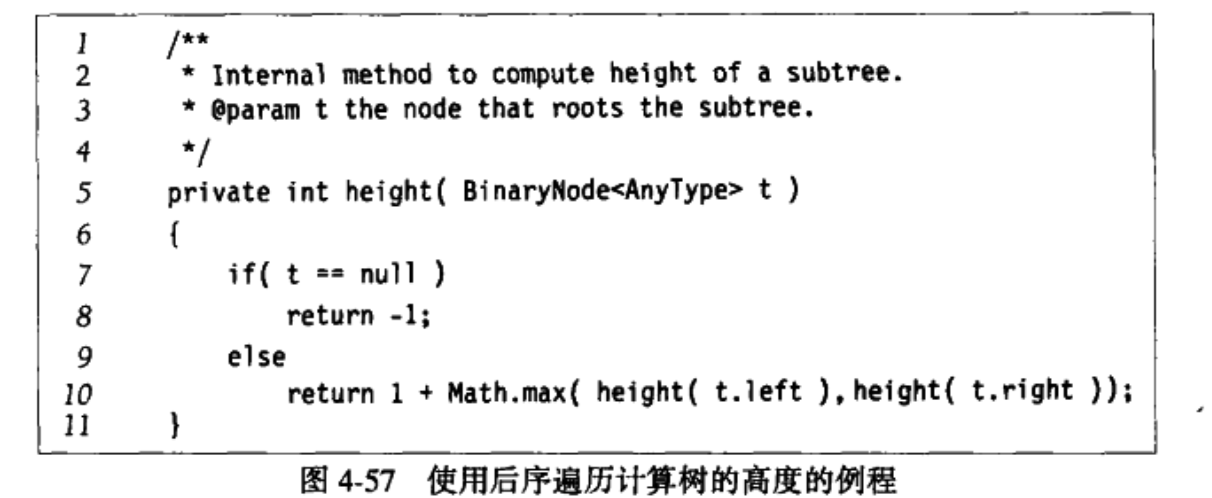 1 /**
2 * Internal method to compute height of a subtree.
3 * @param t the node that roots the subtree.
4 */
5 private int height( BinaryNode<AnyType> t )
6 {
7 if( t == null )
8 return -1;
9 else
10 return 1 + Math.max( height( t.left ), height( t.right ));
11 }
图 4-57 使用后序遍历计算树的高度的例程